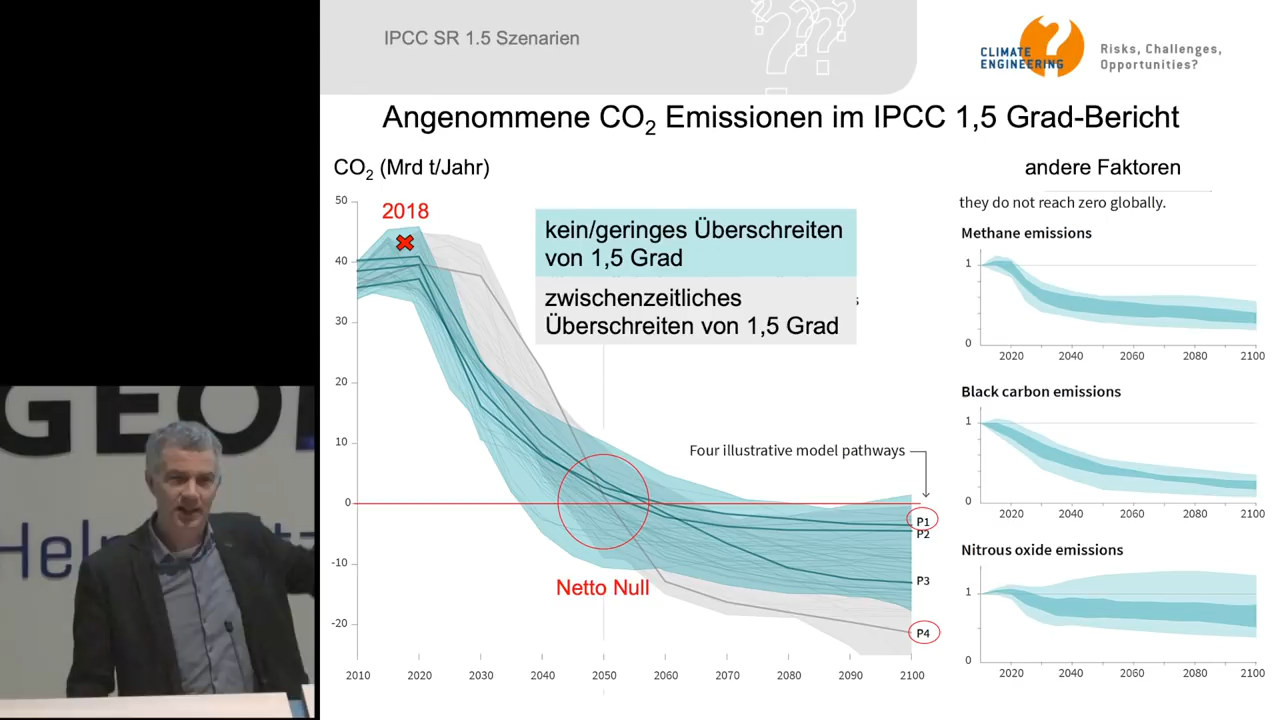 IPCC SR 1.5 Szenarien
CLIMATE
ENGINEERING
Risks, Challenges,
Opportunities?
Angenommene CO₂ Emissionen im IPCC 1,5 Grad-Bericht
CO₂ (Mrd t/Jahr)
50
40
30
20
10
0
-10
-20
2010
2020
2030
2040
2050
2060
2070
2080
2090
2100
2018
kein/geringes Überschreiten
von 1,5 Grad
zwischenzeitliches
Überschreiten von 1,5 Grad
s
Four illustrative model pathways
P1
P2
P3
P4
Netto Null
andere Faktoren
they do not reach zero globally.
Methane emissions
1
0
2020
2040
2060
2080
2100
Black carbon emissions
1
0
2020
2040
2060
2080
2100
Nitrous oxide emissions
1
0
2020
2040
2060
2080
2100
GEO
Hel